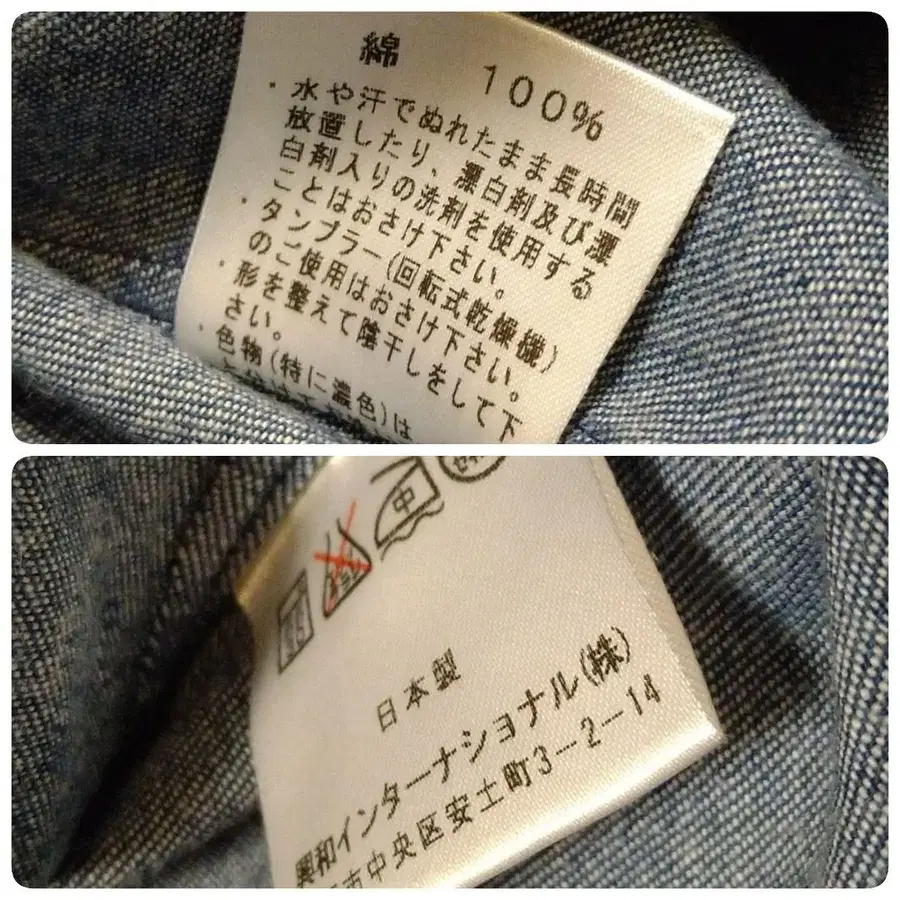 綿 100%
・水や汗でぬれたまま長時間
放置したり、漂白剤及び漂
白剤入りの洗剤を使用する
ことはおさけ下さい。
・タンブラー(回転式乾燥機)
のご使用はおさけ下さい。
・形を整えて陰干しをして下
さい。
・色物(特に濃色)は
中
日本製
興和インターナショナル(株)
市中央区安土町3-2-14